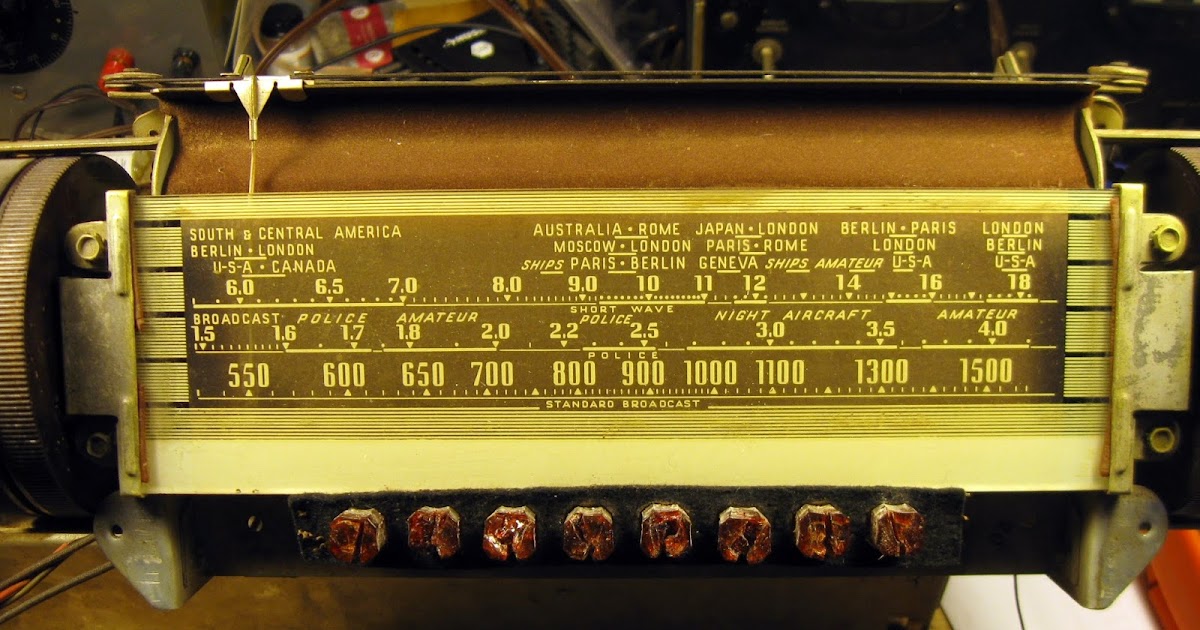 SOUTH & CENTRAL AMERICA AUSTRALIA • ROME JAPAN • LONDON BERLIN • PARIS LONDON
BERLIN • LONDON MOSCOW • LONDON PARIS • ROME LONDON BERLIN
U-S-A • CANADA SHIPS PARIS • BERLIN GENEVA SHIPS AMATEUR U-S-A U-S-A
6.0 6.5 7.0 8.0 9.0 10 11 12 14 16 18
SHORT WAVE
BROADCAST POLICE AMATEUR POLICE NIGHT AIRCRAFT AMATEUR
1.5 1.6 1.7 1.8 2.0 2.2 2.5 3.0 3.5 4.0
POLICE
550 600 650 700 800 900 1000 1100 1300 1500
STANDARD BROADCAST